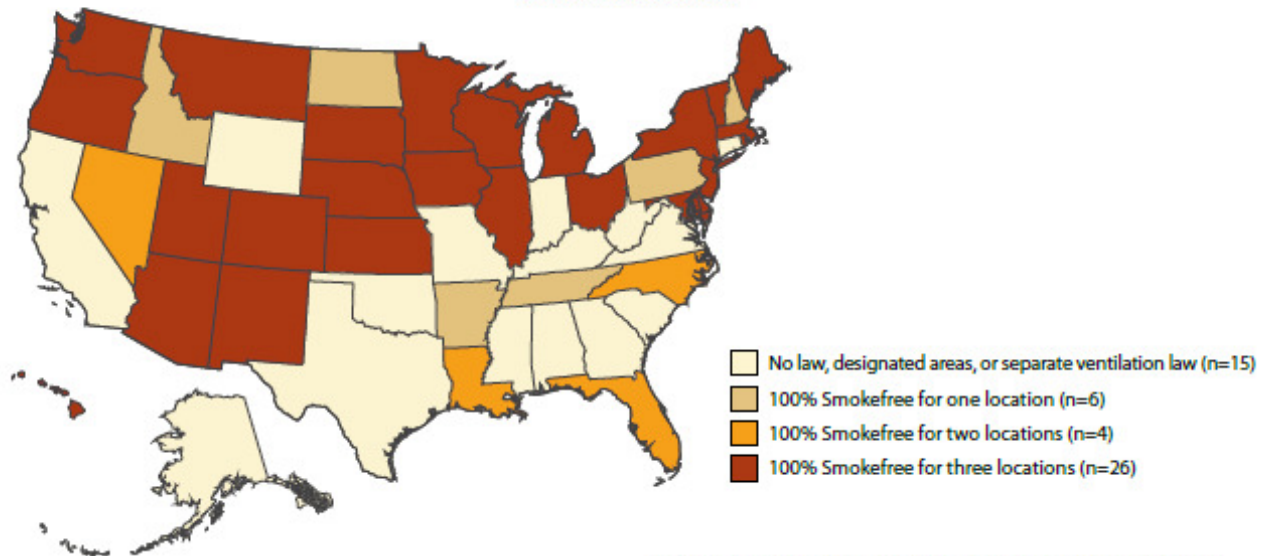 No law, designated areas, or separate ventilation law (n=15)
100% Smokefree for one location (n=6)
100% Smokefree for two locations (n=4)
100% Smokefree for three locations (n=26)